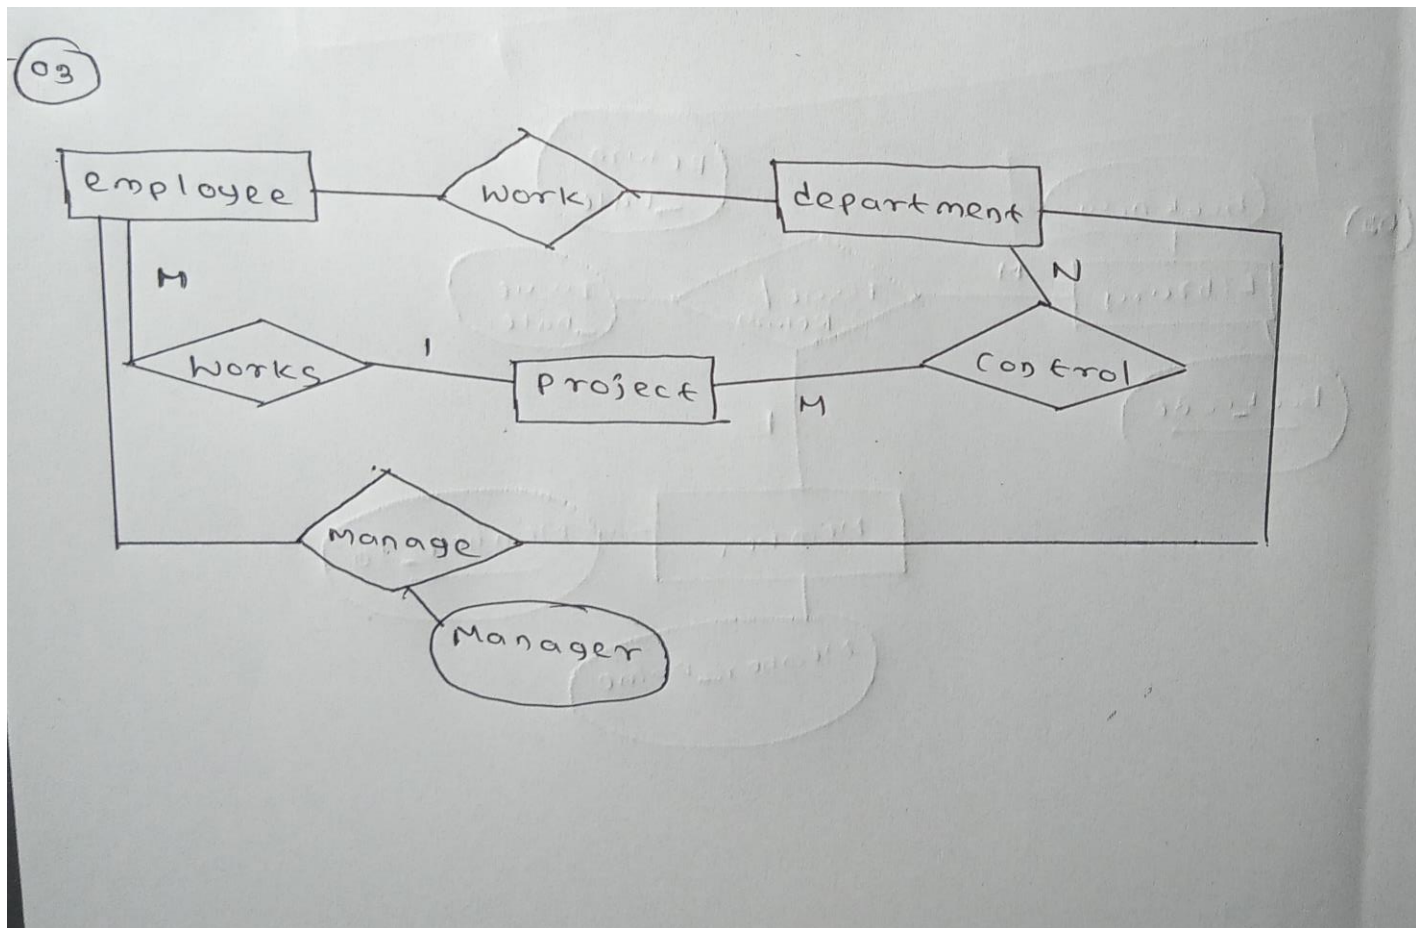 03
employee
work
department
M
N
works
1
project
M
control
manage
Manager